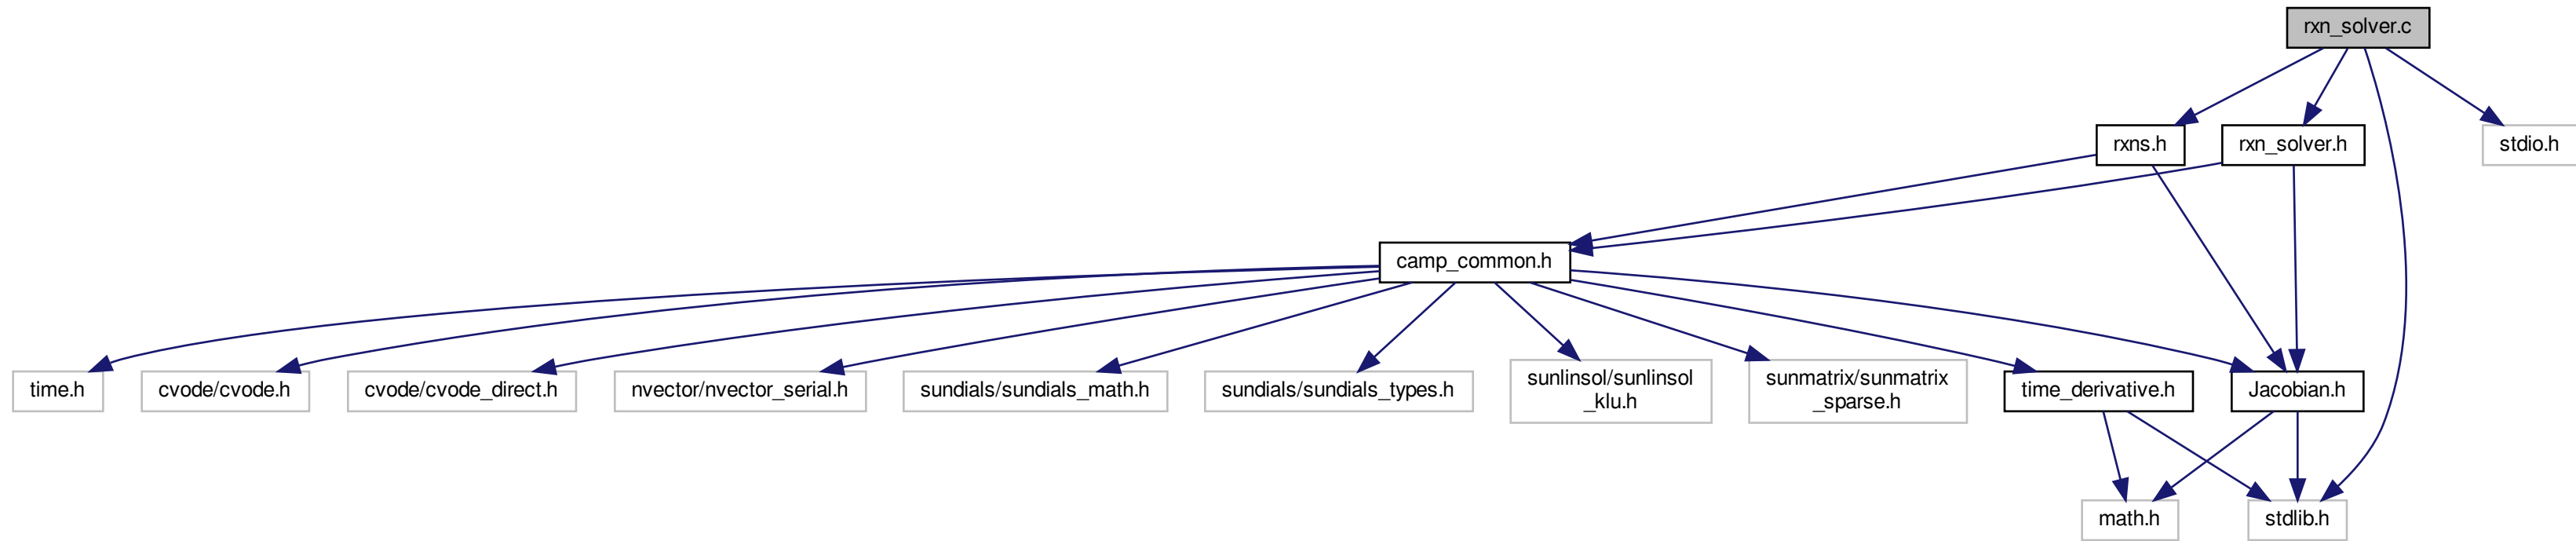 rxn_solver.c
rxns.h
rxn_solver.h
stdio.h
camp_common.h
time.h
cvode/cvode.h
cvode/cvode_direct.h
nvector/nvector_serial.h
sundials/sundials_math.h
sundials/sundials_types.h
sunlinsol/sunlinsol
_klu.h
sunmatrix/sunmatrix
_sparse.h
time_derivative.h
Jacobian.h
math.h
stdlib.h